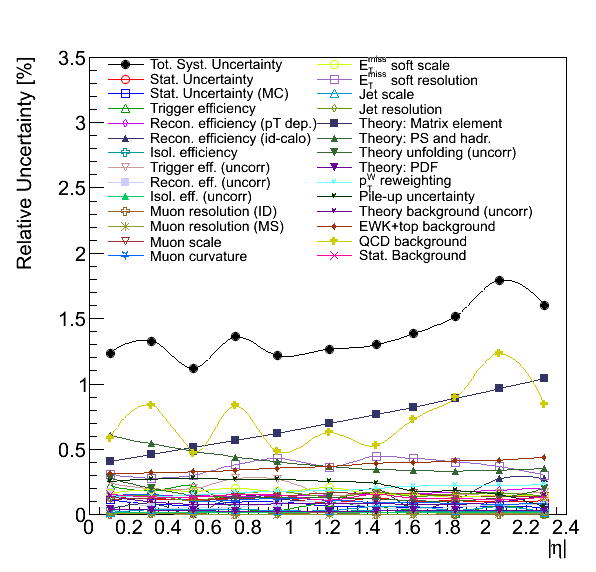 Relative Uncertainty [%]
3.5
3
2.5
2
1.5
1
0.5
0
Tot. Syst. Uncertainty
Stat. Uncertainty
Stat. Uncertainty (MC)
Trigger efficiency
Recon. efficiency (pT dep.)
Recon. efficiency (id-calo)
Isol. efficiency
Trigger eff. (uncorr)
Recon. eff. (uncorr)
Isol. eff. (uncorr)
Muon resolution (ID)
Muon resolution (MS)
Muon scale
Muon curvature
E_T^miss soft scale
E_T^miss soft resolution
Jet scale
Jet resolution
Theory: Matrix element
Theory: PS and hadr.
Theory unfolding (uncorr)
Theory: PDF
p_T^W reweighting
Pile-up uncertainty
Theory background (uncorr)
EWK+top background
QCD background
Stat. Background
0 0.2 0.4 0.6 0.8 1 1.2 1.4 1.6 1.8 2 2.2 2.4
|η|